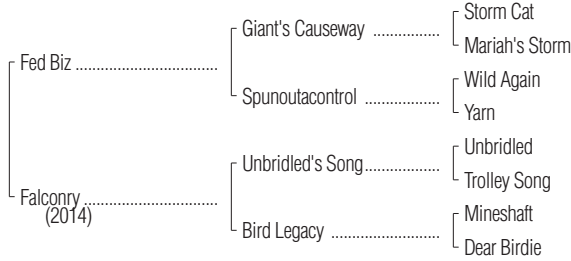 Storm Cat
Giant's Causeway
Mariah's Storm
Fed Biz
Wild Again
Spunoutacontrol
Yarn
Unbridled
Unbridled's Song
Trolley Song
Falconry
(2014)
Mineshaft
Bird Legacy
Dear Birdie